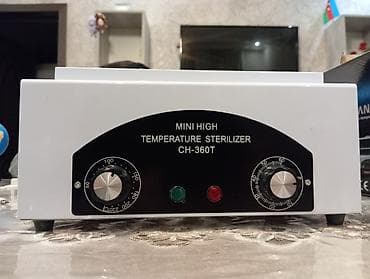 MINI HIGH
TEMPERATURE STERILIZER
CH-360T